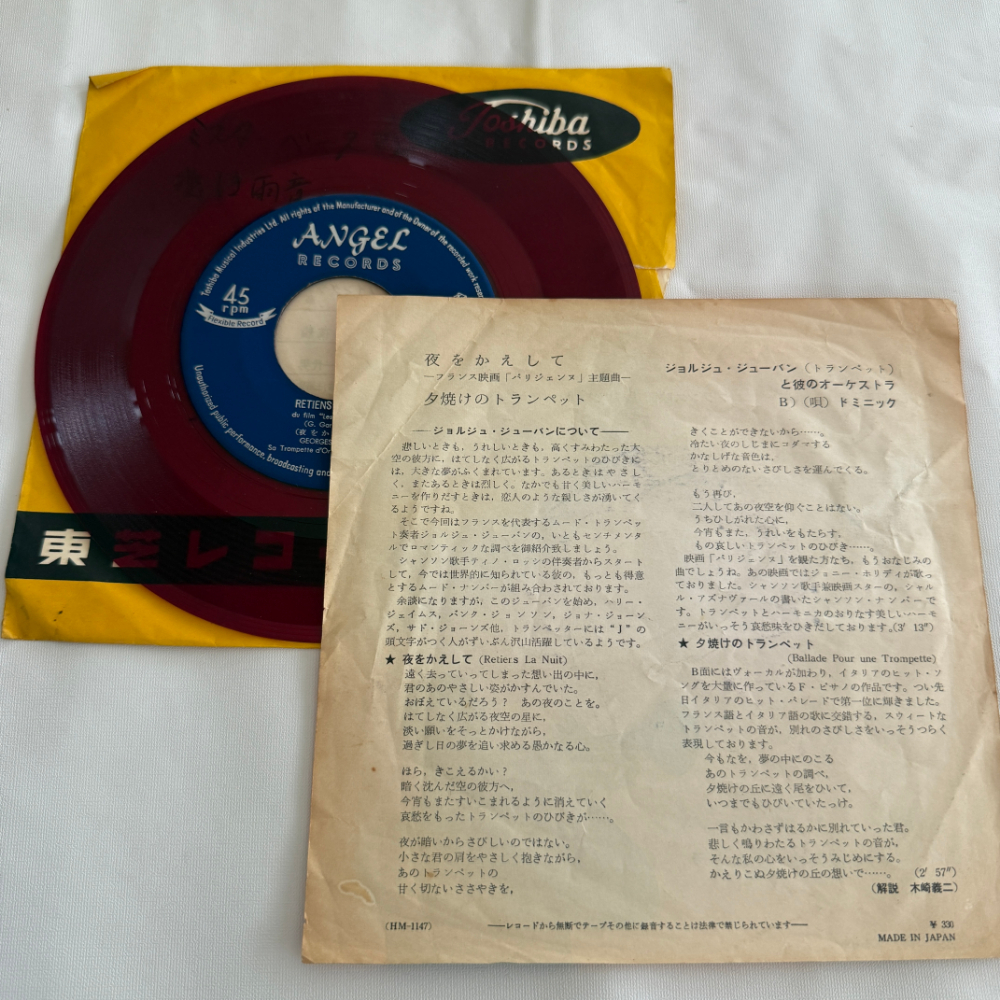 Toshiba
RECORDS
雨音
Toshiba Musical Industries Ltd. All rights of the Manufacturer and of the Owner of the recorded work rese
ANGEL
RECORDS
45
rpm
Flexible Record
Unauthorized public performance, broadcasting and
RETIENS
du film "Les
(G. Gar
(夜をか
GEORGES
Sa Trompette d'Or
東芝レコ
夜をかえして
—フランス映画「パリジェンヌ」主題曲—
夕焼けのトランペット
ジョルジュ・ジューバン(トランペット)
と彼のオーケストラ
B)(唄)ドミニック
——ジョルジュ・ジューバンについて——
悲しいときも,うれしいときも,高くすみわたった大
空の彼方に,はてしなく広がるトランペットのひびきに
は,大きな夢がふくまれています。あるときはやさし
く,またあるときは烈しく。なかでも甘く美しいハーモ
ニーを作りだすときは,恋人のような親しさが湧いてく
るようですね。
そこで今回はフランスを代表するムード・トランペッ
ト奏者ジョルジュ・ジューバンの,いともセンチメンタ
ルでロマンティックな調べを御紹介致しましょう。
シャンソン歌手ティノ・ロッシの伴奏者からスタート
して,今では世界的に知られている彼の,もっとも得意
とするムード・ナンバーが組み合わされております。
余談になりますが,このジューバンを始め,ハリー・
ジェイムス,バンク・ジョンソン,ジョナ・ジョーン
ズ,サド・ジョーンズ他,トランペッターには"J"の
頭文字がつく人がずいぶん沢山活躍しているようです。
★ 夜をかえして (Retiers La Nuit)
遠く去っていってしまった想い出の中に,
君のあのやさしい姿がかすんでいた。
おぼえているだろう? あの夜のことを。
はてしなく広がる夜空の星に,
淡い願いをそっとかけながら,
過ぎし日の夢を追い求める愚かなる心。
ほら,きこえるかい?
暗く沈んだ空の彼方へ,
今宵もまたすいこまれるように消えていく
哀愁をもったトランペットのひびきが……。
夜が暗いからさびしいのではない。
小さな君の肩をやさしく抱きながら,
あのトランペットの
甘く切ないささやきを,
きくことができないから……。
冷たい夜のしじまにコダマする
かなしげな音色は,
とりとめのないさびしさを運んでくる。
もう再び,
二人してあの夜空を仰ぐことはない。
うちひしがれた心に,
今宵もまた,うれいをもたらす,
もの哀しいトランペットのひびき……。
映画「パリジェンヌ」を観た方なら,もうおなじみの
曲でしょうね。あの映画ではジョニー・ホリディが歌っ
ておりました。シャンソン歌手兼映画スターの,シャル
ル・アズナヴァールの書いたシャンソン・ナンバーで
す。トランペットとハーモニカのおりなす美しいハーモ
ニーがいっそう哀愁味をひきだしております。(3' 13")
★ 夕焼けのトランペット
(Ballade Pour une Trompette)
B面にはヴォーカルが加わり,イタリアのヒット・ソ
ングを大量に作っているF・ピサノの作品です。つい先
日イタリアのヒット・パレードで第一位に輝きました。
フランス語とイタリア語の歌に交錯する,スウィートな
トランペットの音が,別れのさびしさをいっそうつらく
表現しております。
今もなを,夢の中にのこる
あのトランペットの調べ,
夕焼けの丘に遠く尾をひいて,
いつまでもひびいていたっけ。
一言もかわさずはるかに別れていった君。
悲しく鳴りわたるトランペットの音が,
そんな私の心をいっそうみじめにする。
かえりこぬ夕焼けの丘の想いで……。 (2' 57")
(解説 木崎義二)
(HM-1147)
——レコードから無断でテープその他に録音することは法律で禁じられています——
¥ 330
MADE IN JAPAN